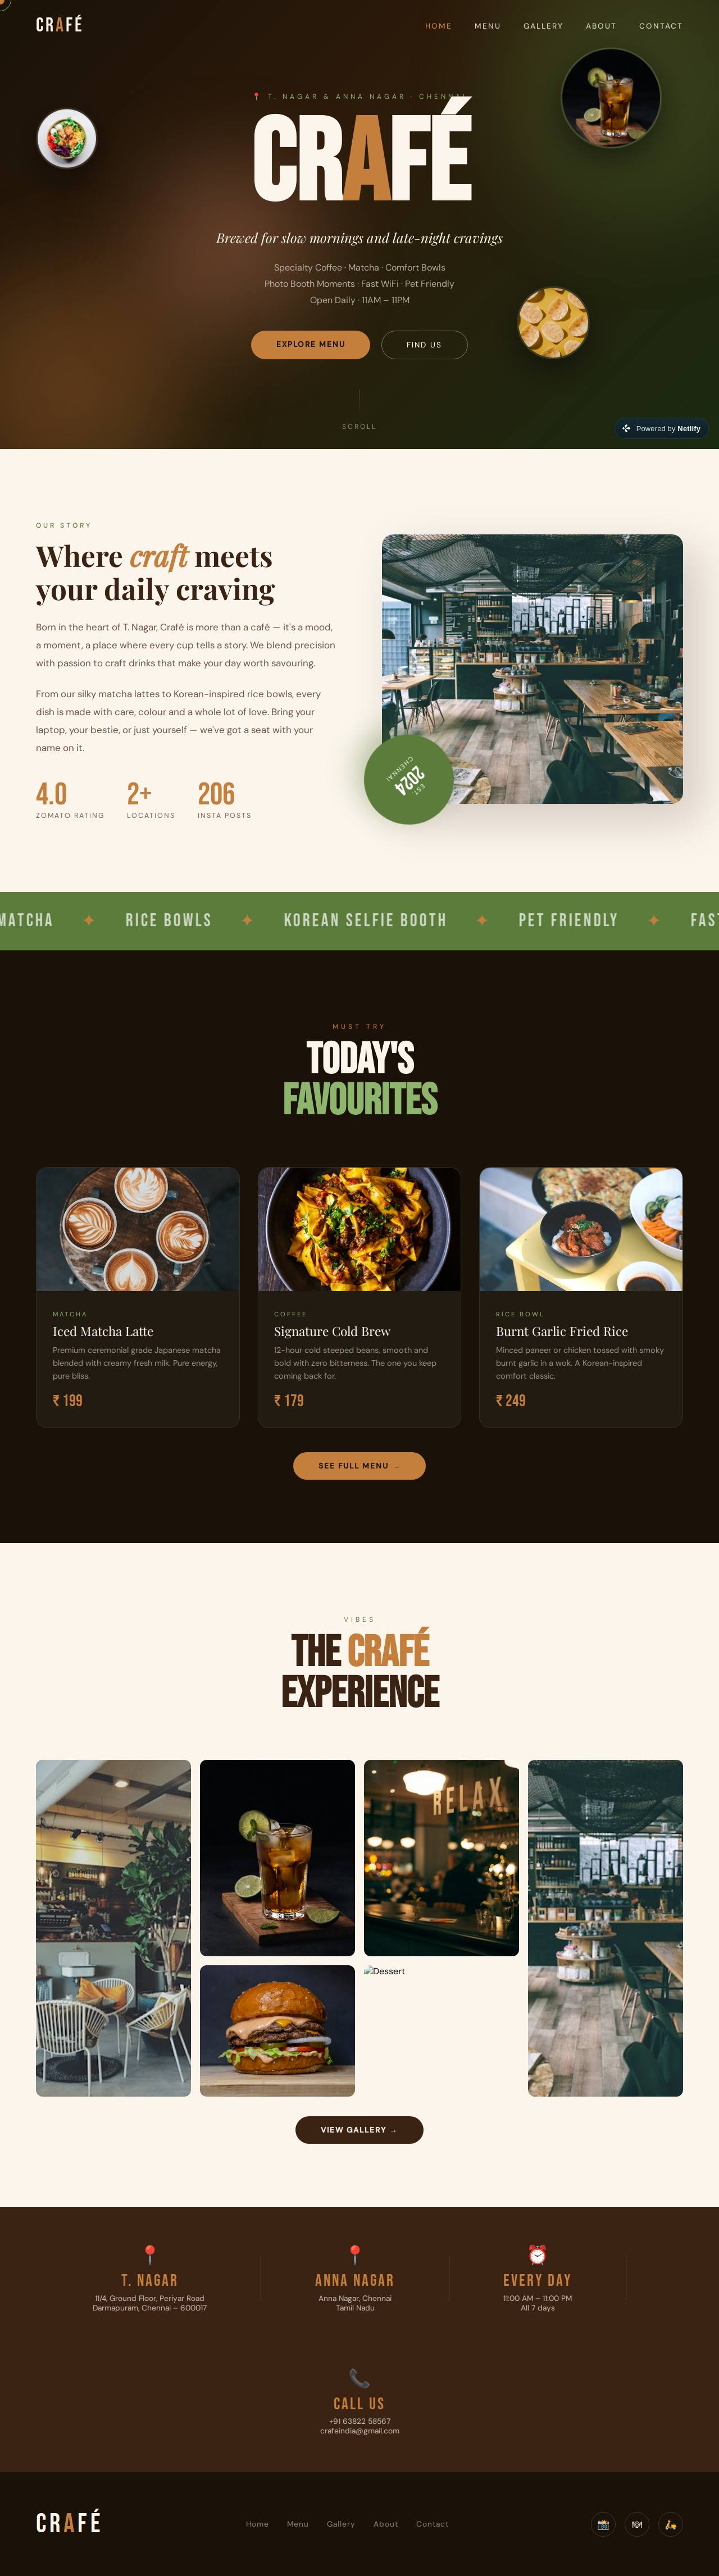 CRAFÉ
HOME
MENU
GALLERY
ABOUT
CONTACT
T. NAGAR & ANNA NAGAR · CHENNAI
CRAFÉ
Brewed for slow mornings and late-night cravings
Specialty Coffee · Matcha · Comfort Bowls
Photo Booth Moments · Fast WiFi · Pet Friendly
Open Daily · 11AM – 11PM
EXPLORE MENU
FIND US
SCROLL
Powered by Netlify
OUR STORY
Where craft meets
your daily craving
Born in the heart of T. Nagar, Crafé is more than a café — it's a mood,
a moment, a place where every cup tells a story. We blend precision
with passion to craft drinks that make your day worth savouring.
From our silky matcha lattes to Korean-inspired rice bowls, every
dish is made with care, colour and a whole lot of love. Bring your
laptop, your bestie, or just yourself — we've got a seat with your
name on it.
4.0
ZOMATO RATING
2+
LOCATIONS
206
INSTA POSTS
EST
2024
CHENNAI
MATCHA ✦ RICE BOWLS ✦ KOREAN SELFIE BOOTH ✦ PET FRIENDLY ✦ FAST
MUST TRY
TODAY'S
FAVOURITES
MATCHA
Iced Matcha Latte
Premium ceremonial grade Japanese matcha
blended with creamy fresh milk. Pure energy,
pure bliss.
₹ 199
COFFEE
Signature Cold Brew
12-hour cold steeped beans, smooth and
bold with zero bitterness. The one you keep
coming back for.
₹ 179
RICE BOWL
Burnt Garlic Fried Rice
Minced paneer or chicken tossed with smoky
burnt garlic in a wok. A Korean-inspired
comfort classic.
₹ 249
SEE FULL MENU →
VIBES
THE CRAFÉ
EXPERIENCE
RELAX
Dessert
VIEW GALLERY →
T. NAGAR
11/4, Ground Floor, Periyar Road
Darmapuram, Chennai – 600017
ANNA NAGAR
Anna Nagar, Chennai
Tamil Nadu
EVERY DAY
11:00 AM – 11:00 PM
All 7 days
CALL US
+91 63822 58567
crafeindia@gmail.com
CRAFÉ
Home
Menu
Gallery
About
Contact